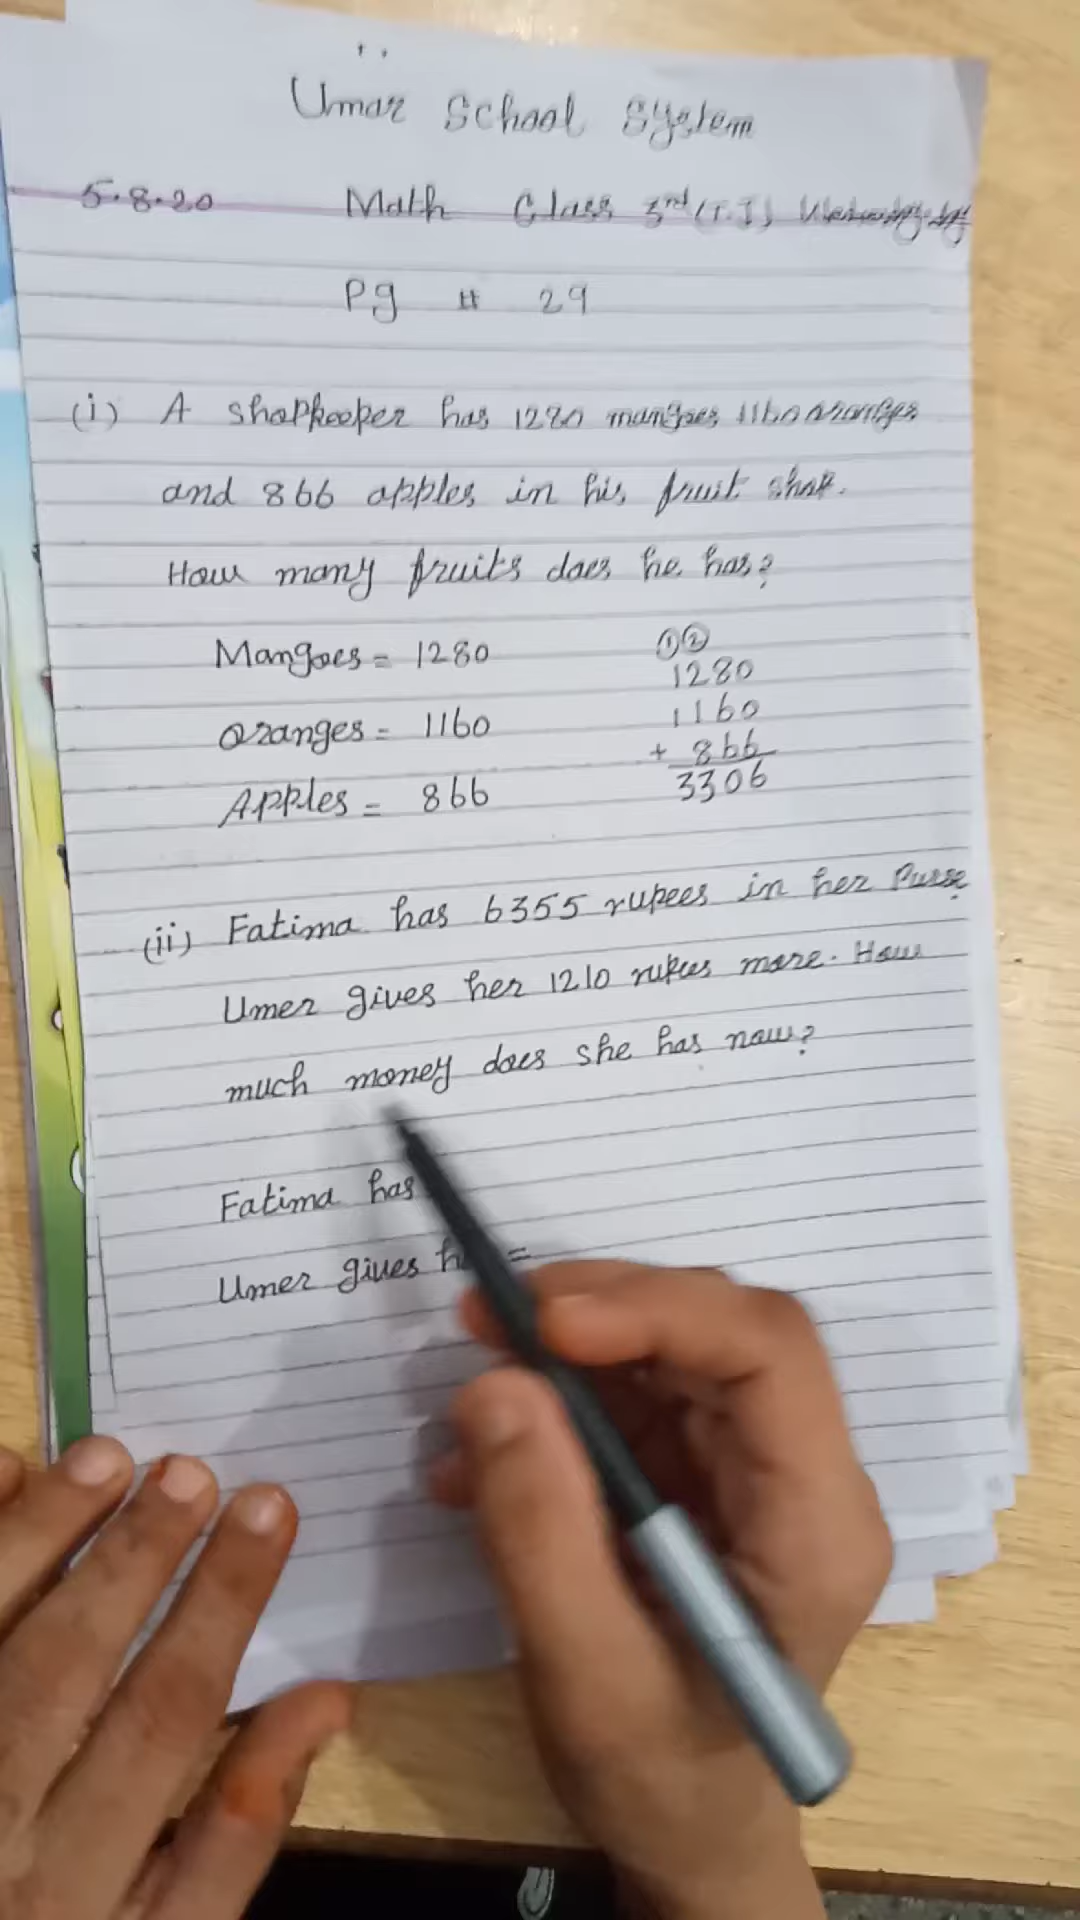 Umar School System
5.8.20 Math Class 3rd (T.I)
Pg # 29
(i) A shopkeeper has 1280 mangoes 1160 oranges
and 866 apples in his fruit shop.
How many fruits does he has?
Mangoes = 1280
①②
1280
Oranges = 1160
1160
+ 866
Apples = 866
3306
(ii) Fatima has 6355 rupees in her Purse.
Umer gives her 1210 rupees more. How
much money does she has now?
Fatima has
Umer gives =